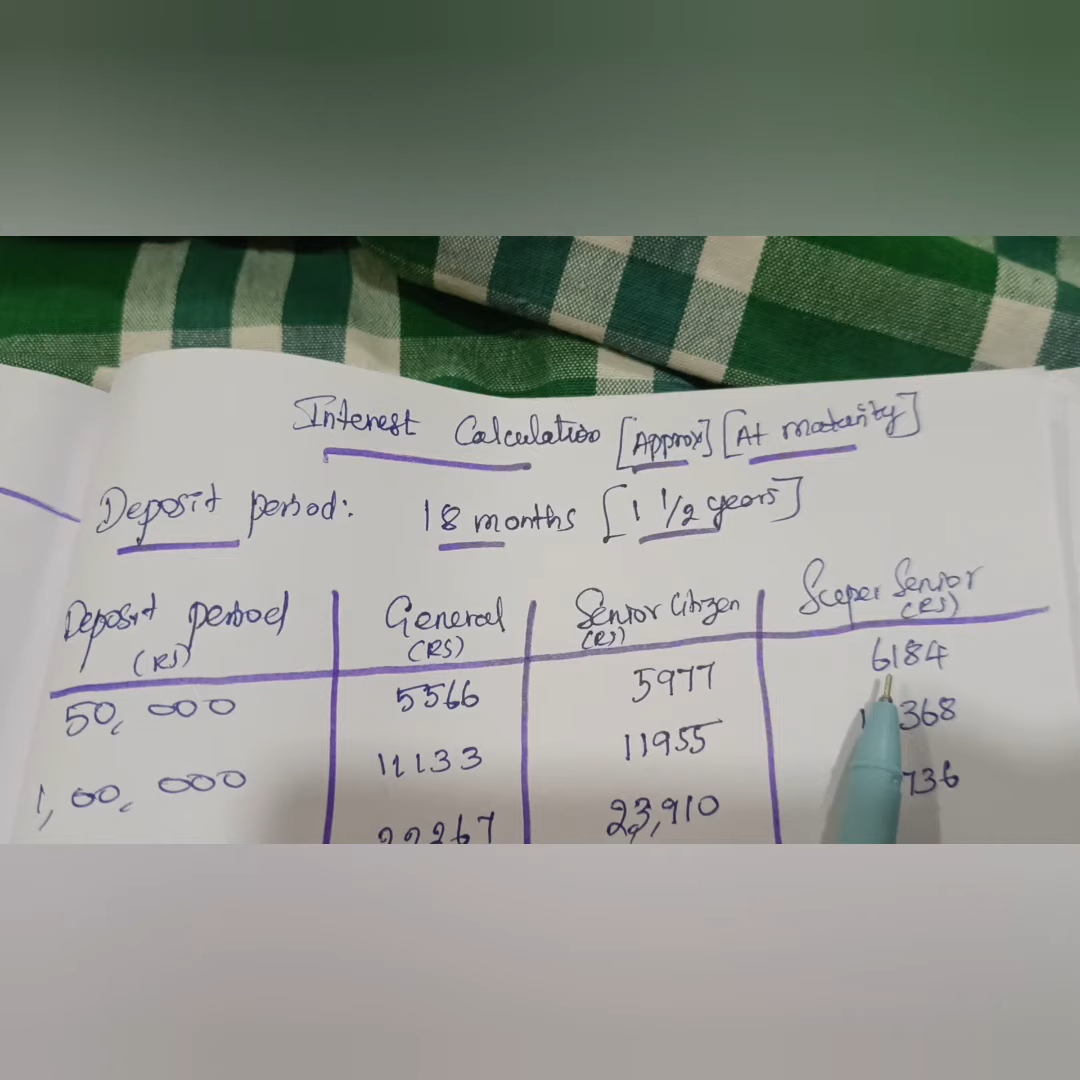 Interest Calculation [Approx] [At maturity]
Deposit period: 18 months [1 1/2 years]
Deposit period (RS) General (RS) Senior Citizen (RS) Super Senior (RS)
50,000 5566 5977 6184
1,00,000 11133 11955 368
22267 23,910 736